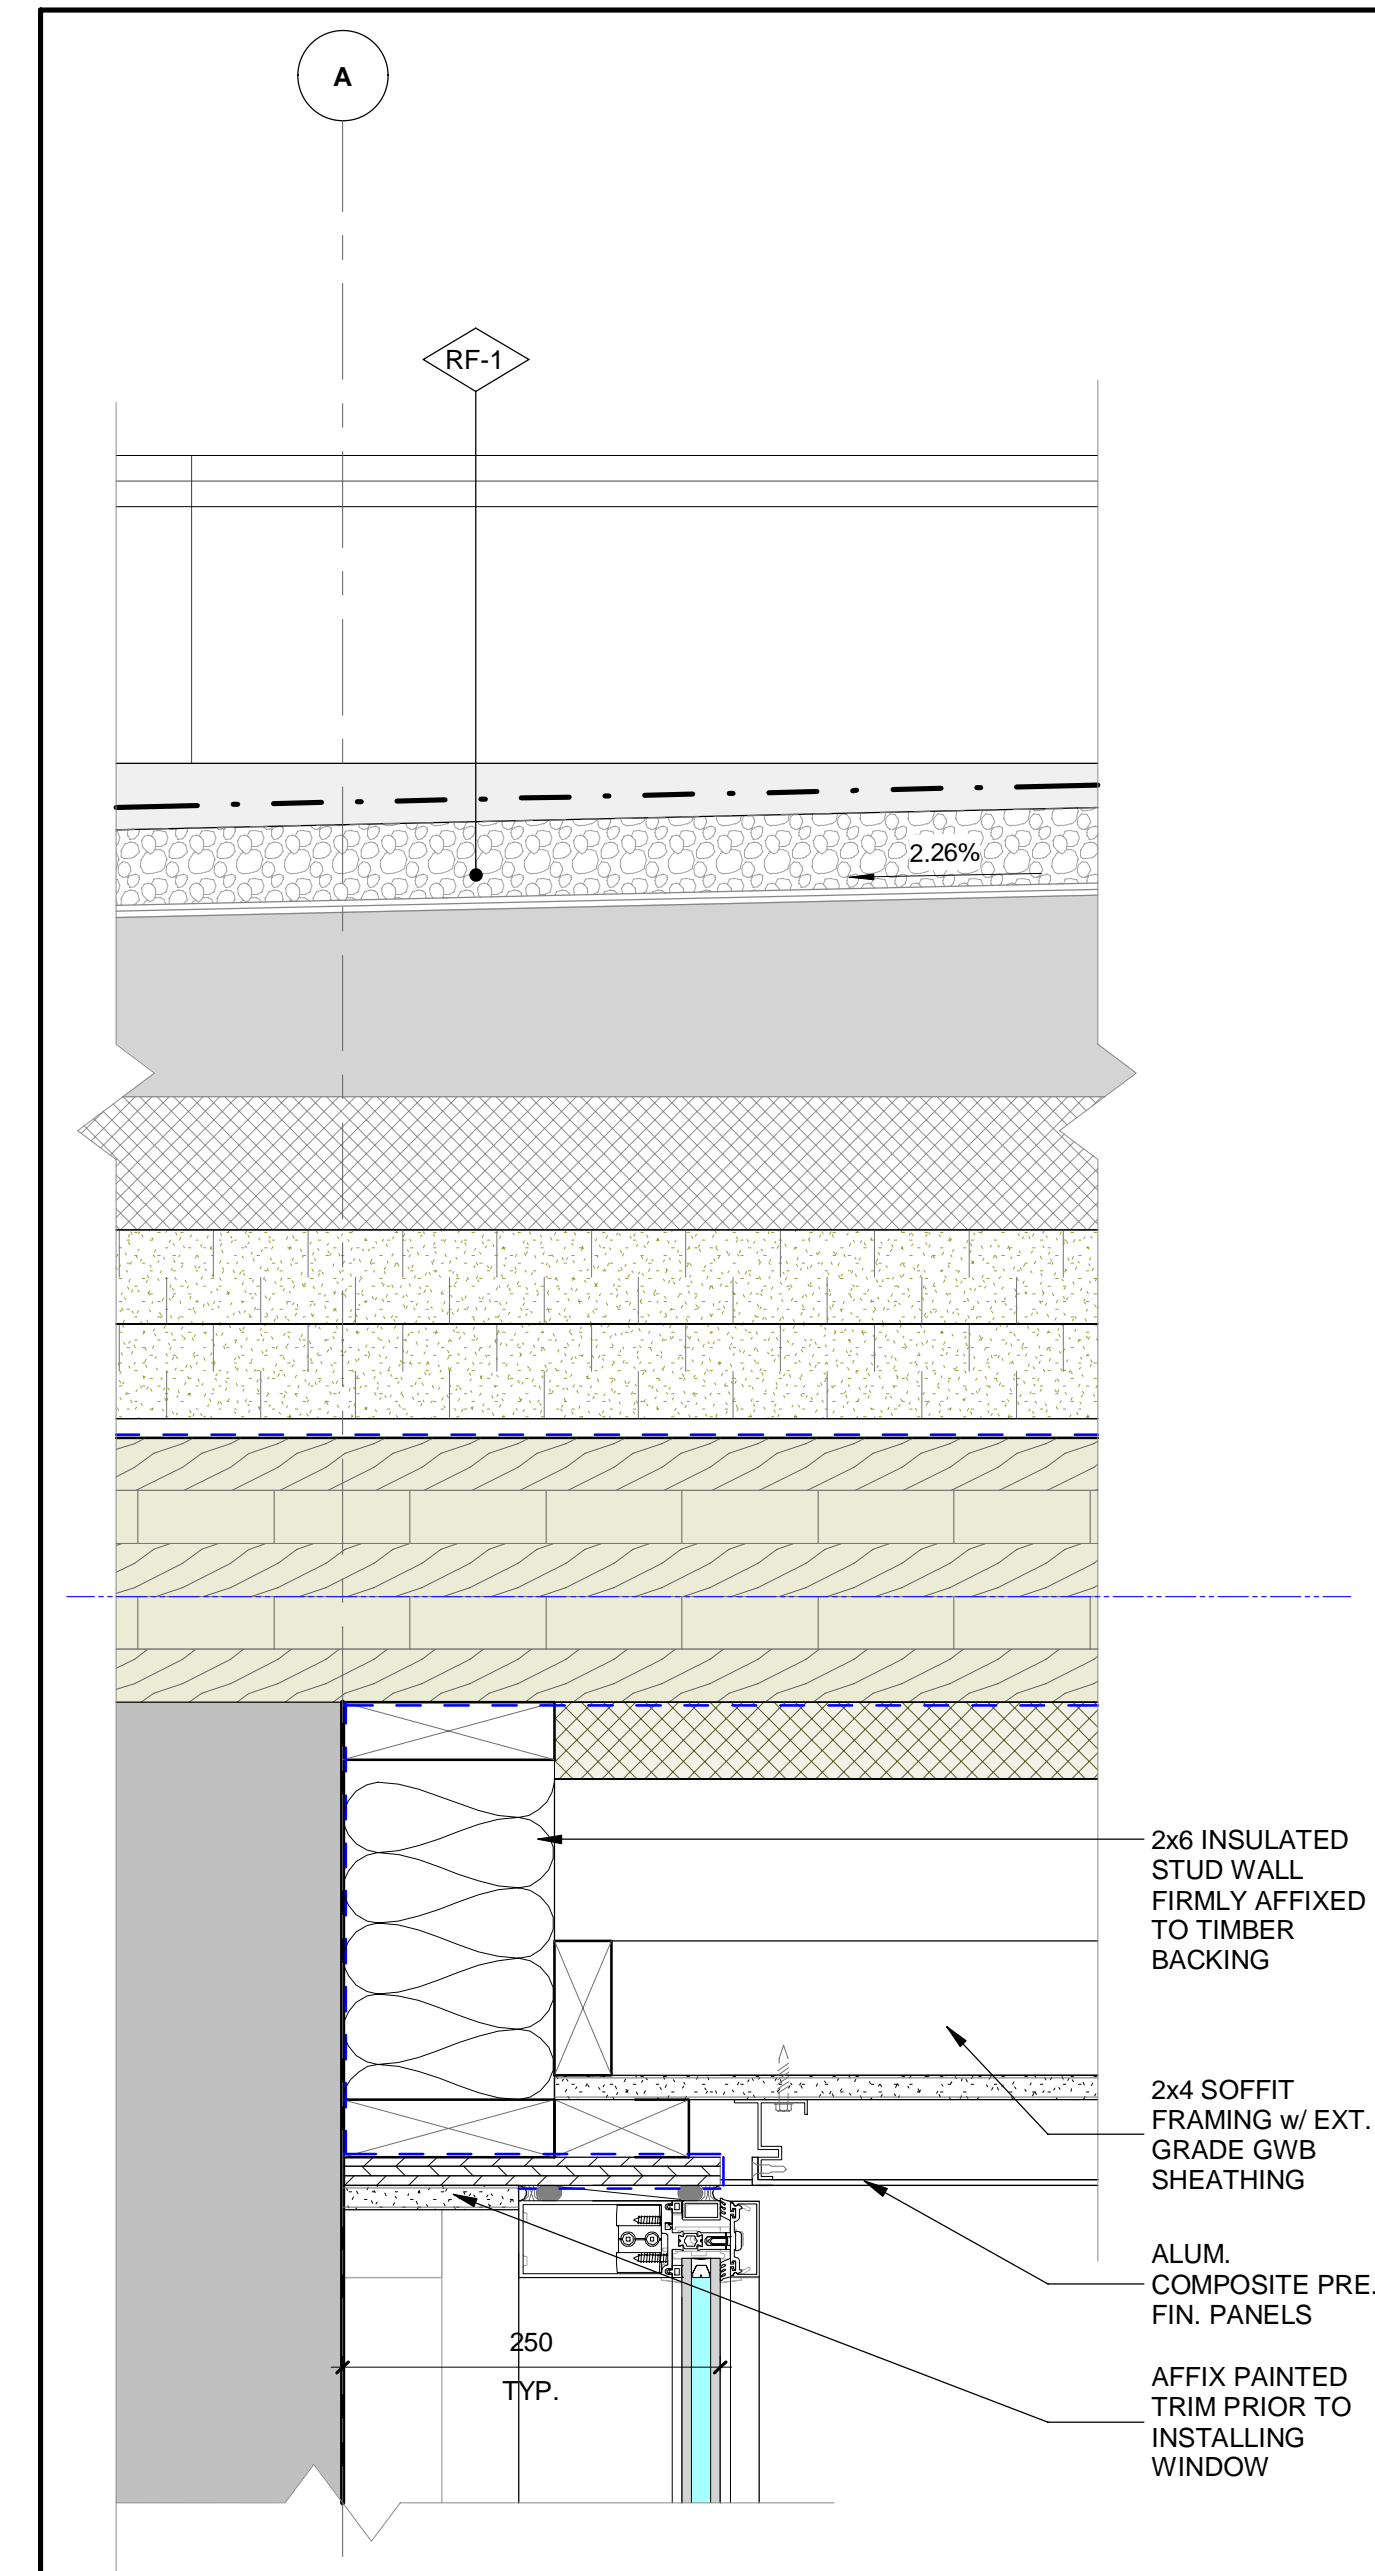 A
RF-1
2.26%
2x6 INSULATED
STUD WALL
FIRMLY AFFIXED
TO TIMBER
BACKING
2x4 SOFFIT
FRAMING w/ EXT.
GRADE GWB
SHEATHING
ALUM.
COMPOSITE PRE.
FIN. PANELS
250
TYP.
AFFIX PAINTED
TRIM PRIOR TO
INSTALLING
WINDOW